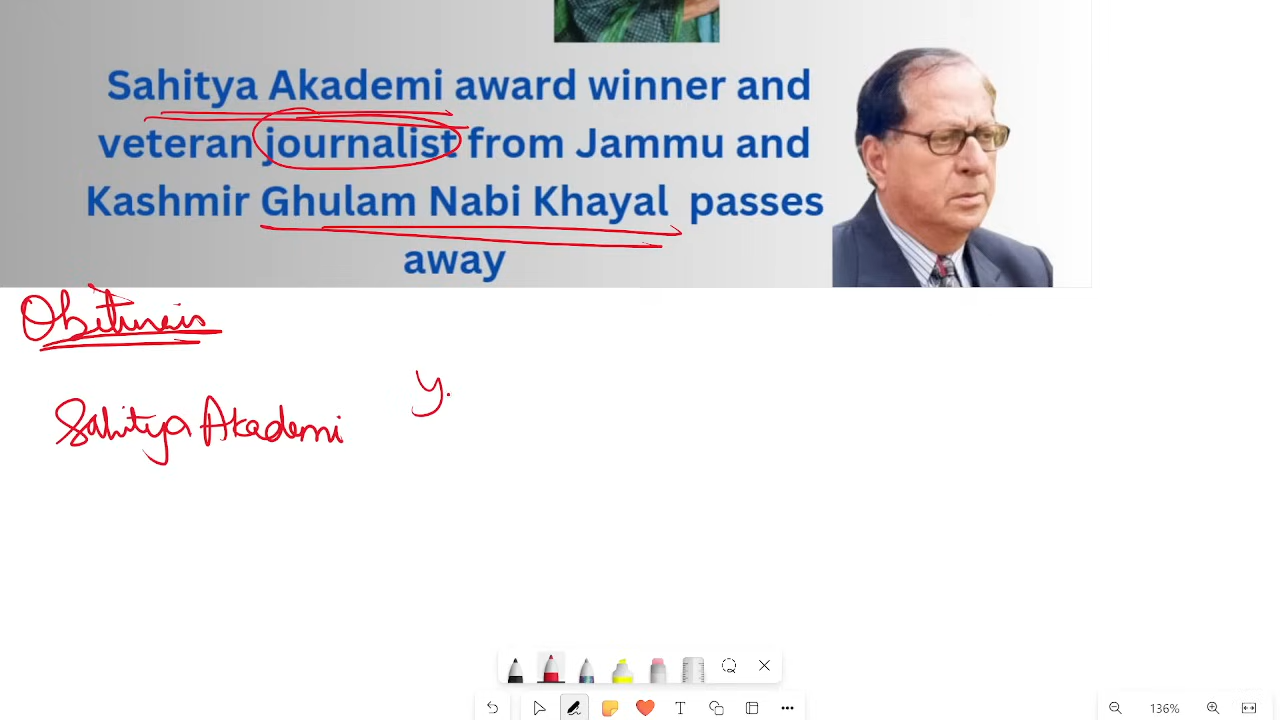 Sahitya Akademi award winner and
veteran journalist from Jammu and
Kashmir Ghulam Nabi Khayal passes
away
Sahitya Akademi
y.
136%